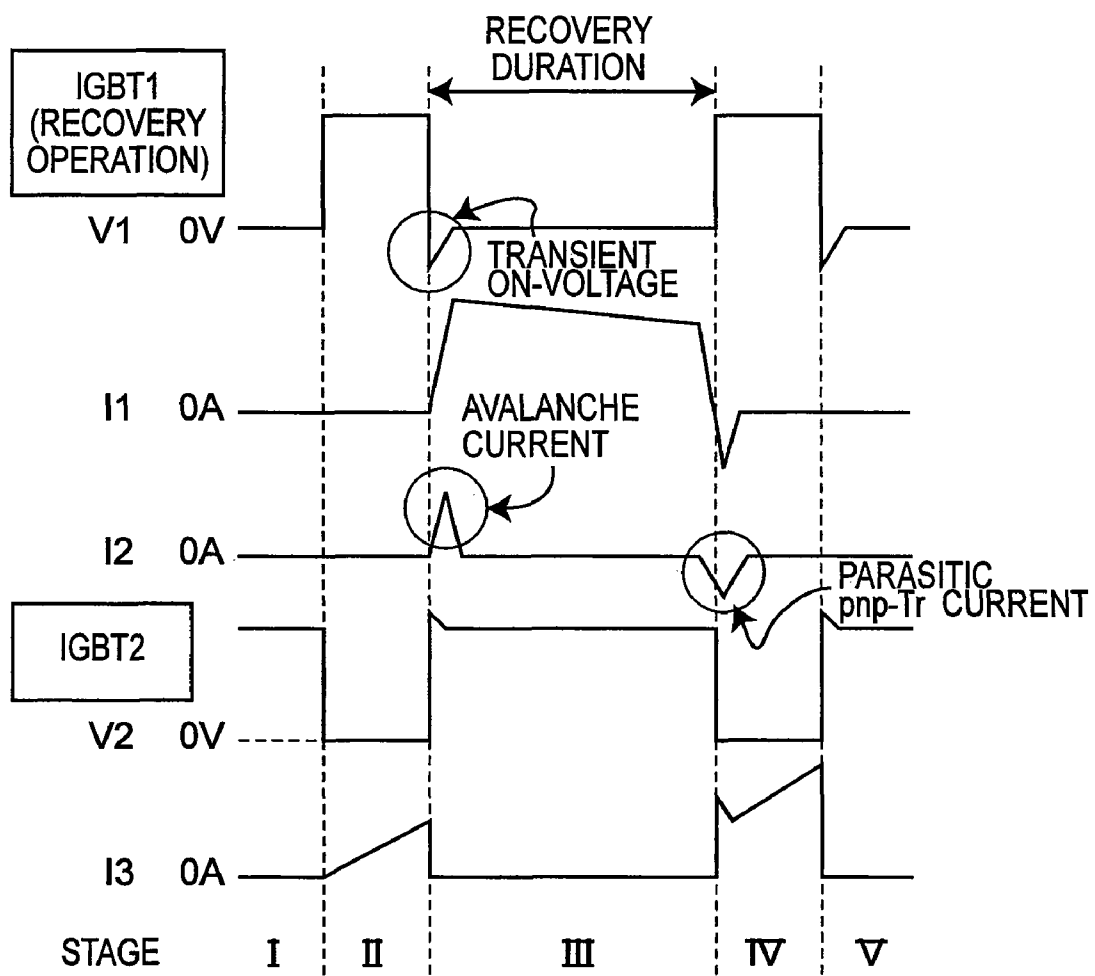 RECOVERY
DURATION
IGBT1
(RECOVERY
OPERATION)
V1 0V
TRANSIENT
ON-VOLTAGE
I1 0A
AVALANCHE
CURRENT
I2 0A
PARASITIC
pnp-Tr CURRENT
IGBT2
V2 0V
I3 0A
STAGE I II III IV V